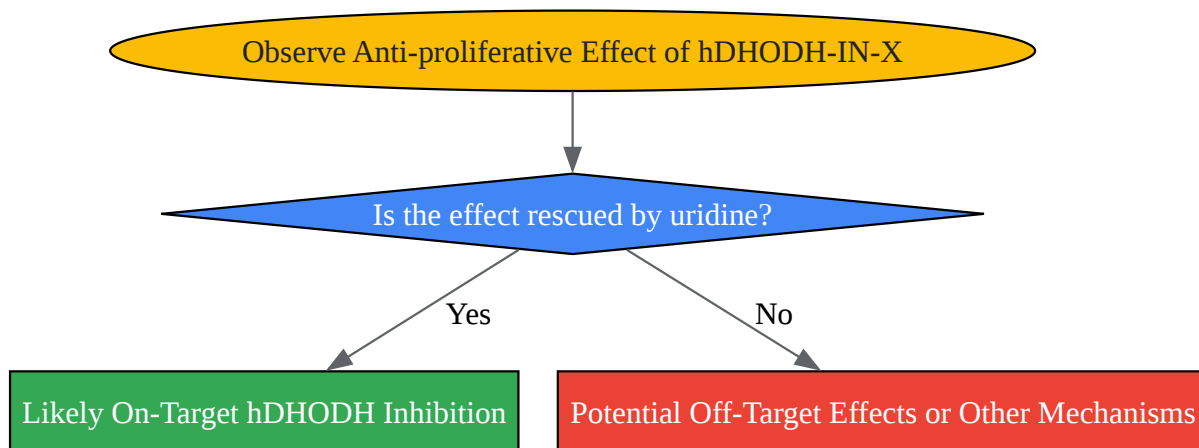 Observe Anti-proliferative Effect of hDHODH-IN-X
Is the effect rescued by uridine?
Yes
No
Likely On-Target hDHODH Inhibition
Potential Off-Target Effects or Other Mechanisms